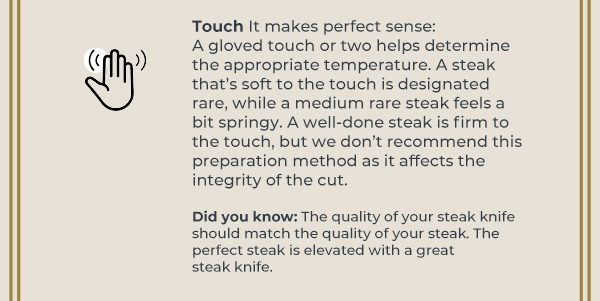 Touch It makes perfect sense:
A gloved touch or two helps determine
the appropriate temperature. A steak
that’s soft to the touch is designated
rare, while a medium rare steak feels a
bit springy. A well-done steak is firm to
the touch, but we don’t recommend this
preparation method as it affects the
integrity of the cut.
Did you know: The quality of your steak knife
should match the quality of your steak. The
perfect steak is elevated with a great
steak knife.